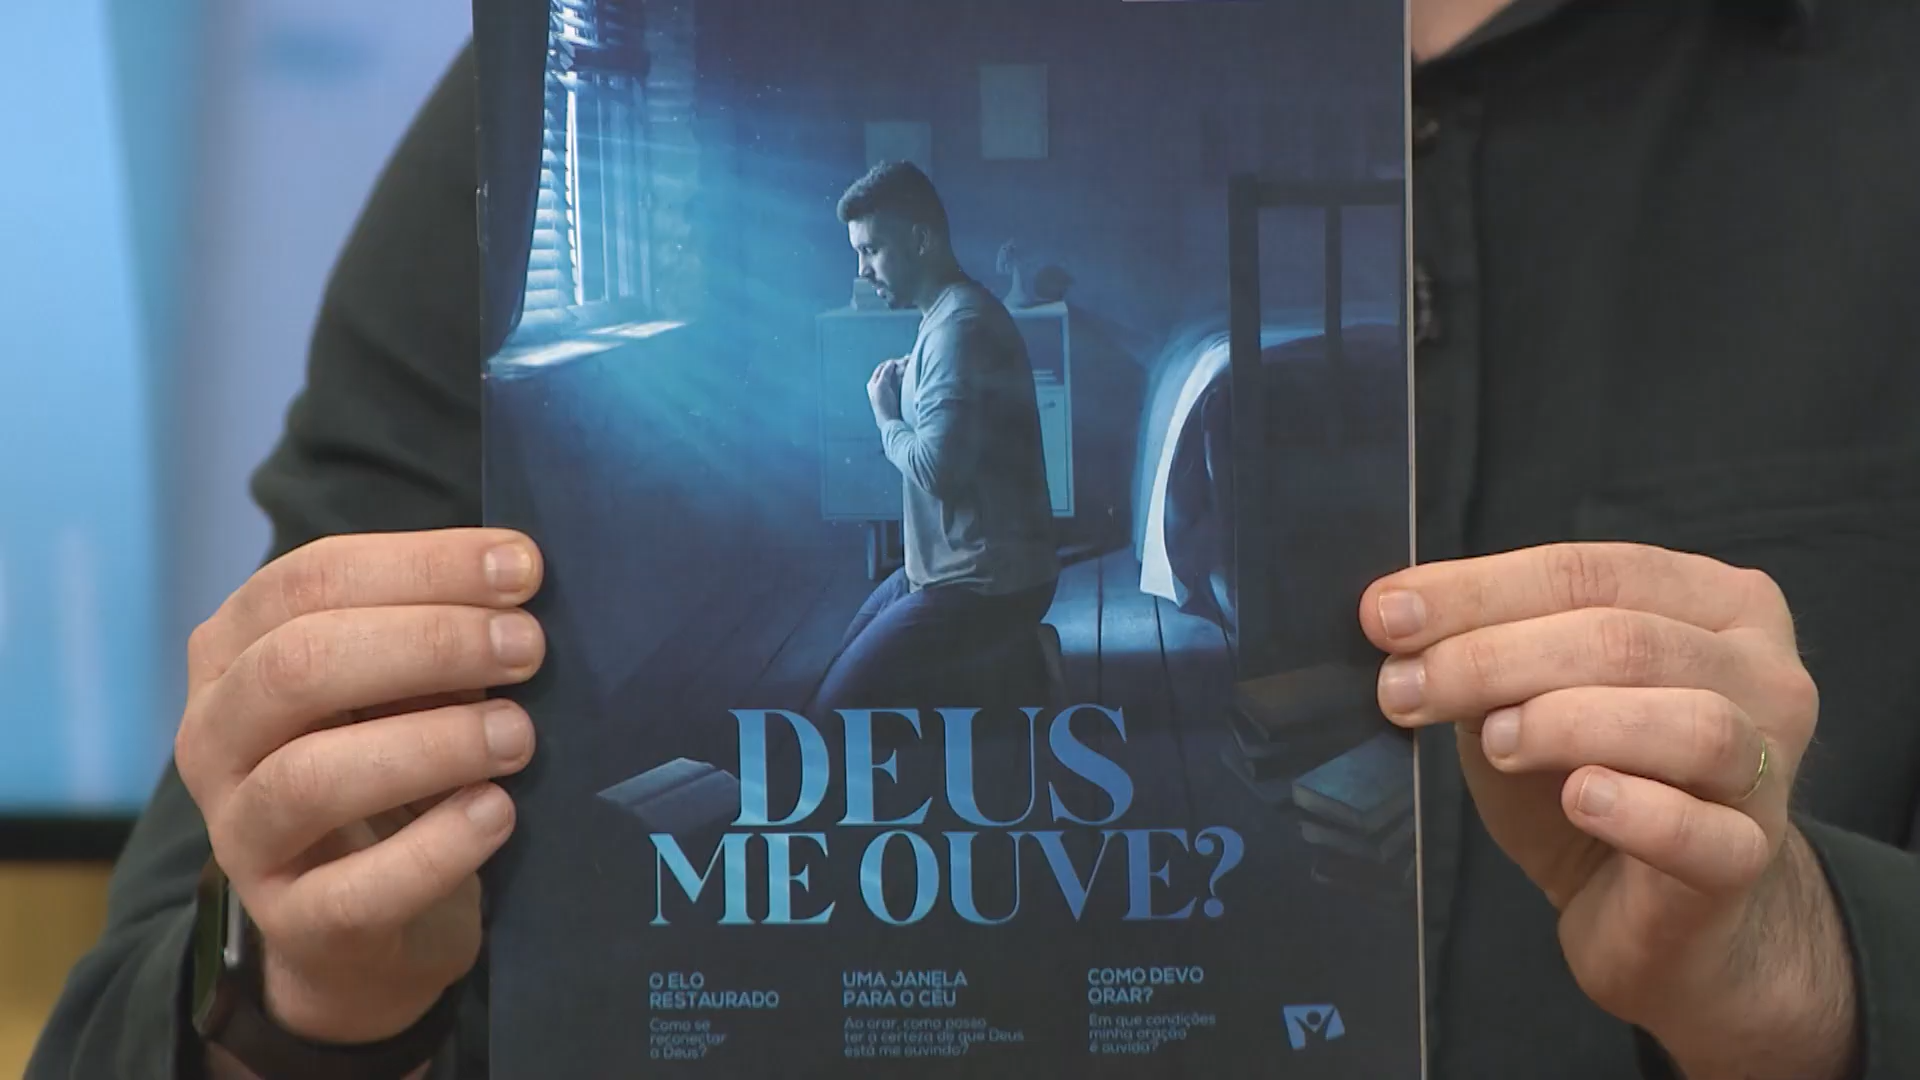 DEUS
ME OUVE?
O ELO
RESTAURADO
Como se
reconectar
a Deus?
UMA JANELA
PARA O CÉU
Ao orar, como posso
ter a certeza de que Deus
está me ouvindo?
COMO DEVO
ORAR?
Em que condições
minha oração
é ouvida?